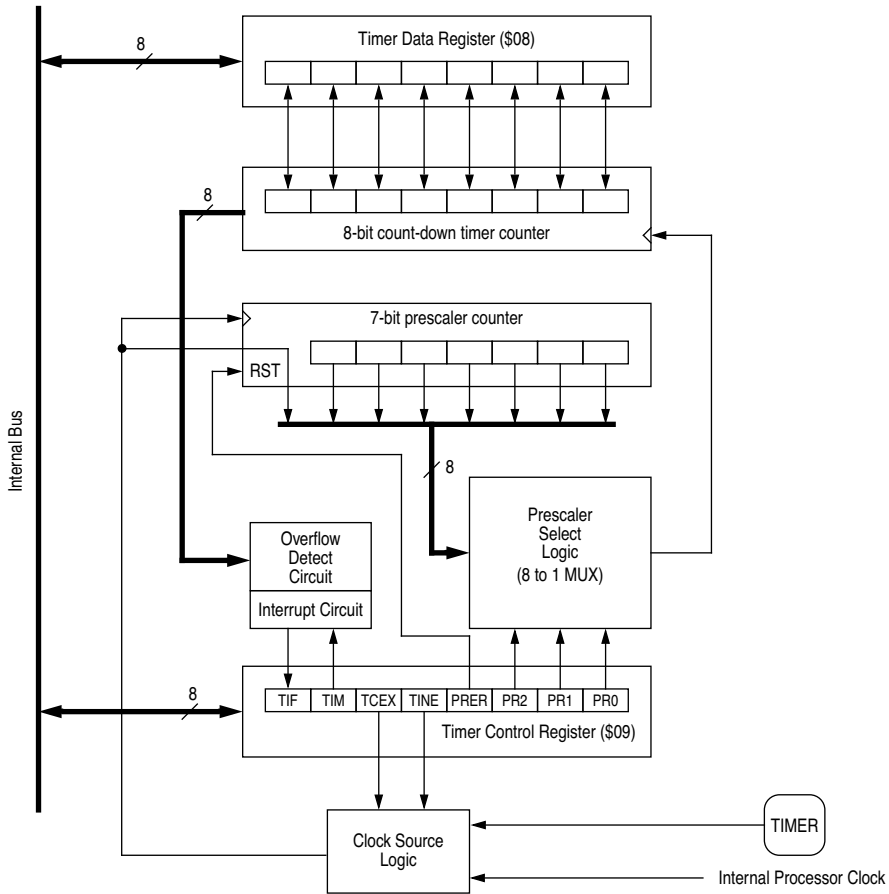 Timer Data Register ($08)
8
8
8-bit count-down timer counter
7-bit prescaler counter
RST
Internal Bus
8
Overflow
Detect
Circuit
Interrupt Circuit
Prescaler
Select
Logic
(8 to 1 MUX)
8
TIF TIM TCEX TINE PRER PR2 PR1 PR0
Timer Control Register ($09)
Clock Source
Logic
TIMER
Internal Processor Clock